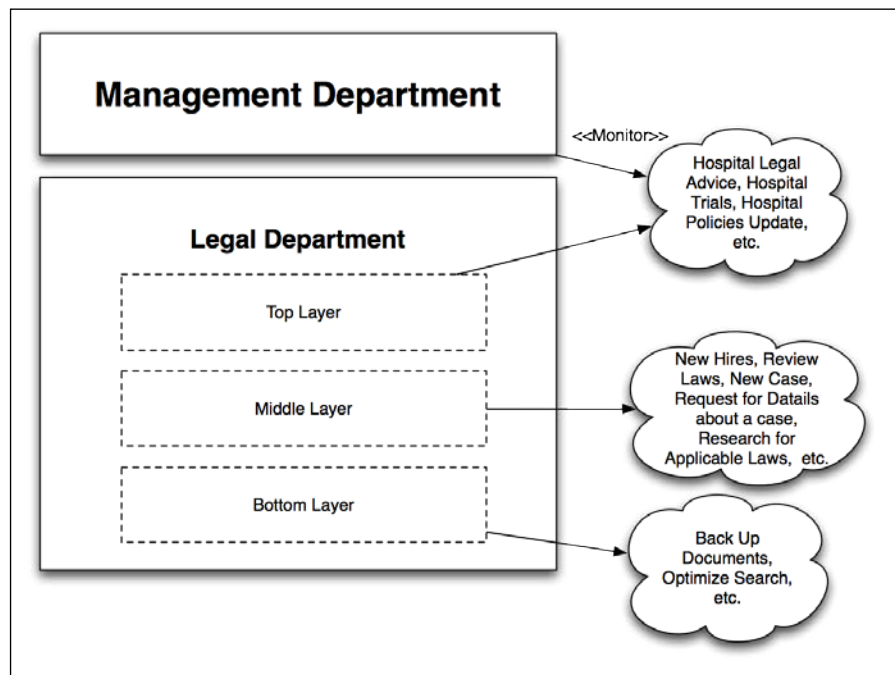 Management Department
<<Monitor>>
Hospital Legal
Advice, Hospital
Trials, Hospital
Policies Update,
etc.
Legal Department
Top Layer
Middle Layer
Bottom Layer
New Hires, Review
Laws, New Case,
Request for Datails
about a case,
Research for
Applicable Laws, etc.
Back Up
Documents,
Optimize Search,
etc.